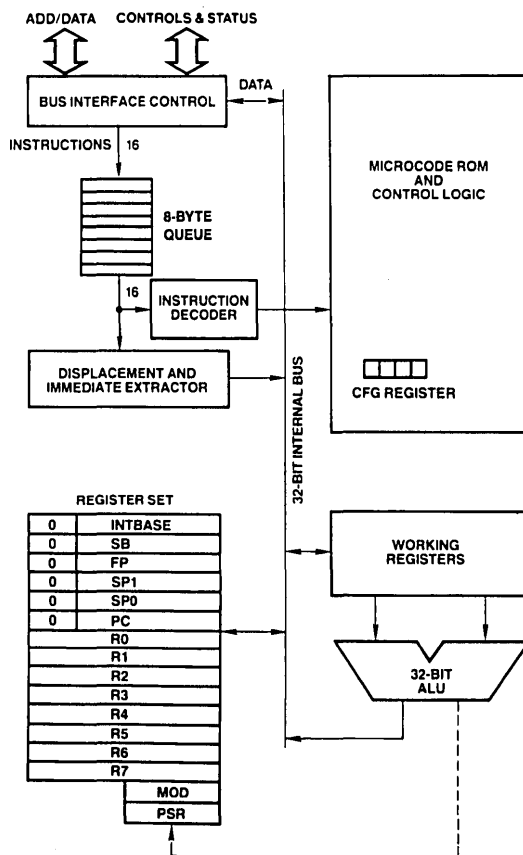 ADD/DATA
CONTROLS & STATUS
BUS INTERFACE CONTROL
DATA
INSTRUCTIONS
16
8-BYTE
QUEUE
16
INSTRUCTION
DECODER
DISPLACEMENT AND
IMMEDIATE EXTRACTOR
MICROCODE ROM
AND
CONTROL LOGIC
CFG REGISTER
32-BIT INTERNAL BUS
REGISTER SET
0 INTBASE
0 SB
0 FP
0 SP1
0 SP0
0 PC
R0
R1
R2
R3
R4
R5
R6
R7
MOD
PSR
WORKING
REGISTERS
32-BIT
ALU